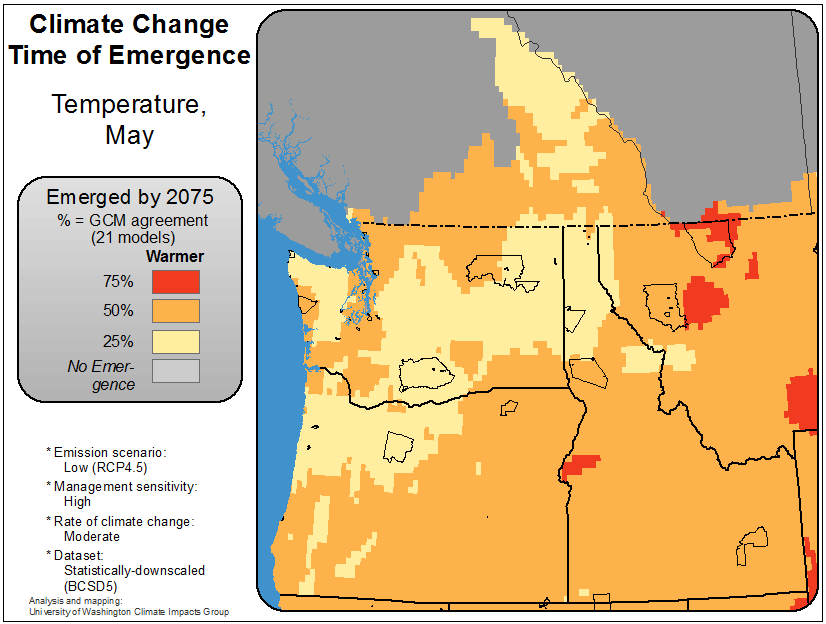 Climate Change
Time of Emergence
Temperature,
May
Emerged by 2075
% = GCM agreement
(21 models)
Warmer
75%
50%
25%
No Emer-
gence
* Emission scenario:
Low (RCP4.5)
* Management sensitivity:
High
* Rate of climate change:
Moderate
* Dataset:
Statistically-downscaled
(BCSD5)
Analysis and mapping:
University of Washington Climate Impacts Group